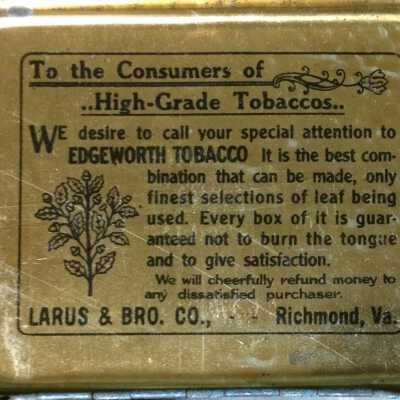 To the Consumers of
..High-Grade Tobaccos..
WE desire to call your special attention to
EDGEWORTH TOBACCO It is the best com-
bination that can be made, only
finest selections of leaf being
used. Every box of it is guar-
anteed not to burn the tongue
and to give satisfaction.
We will cheerfully refund money to
any dissatisfied purchaser.
LARUS & BRO. CO., - - Richmond, Va.